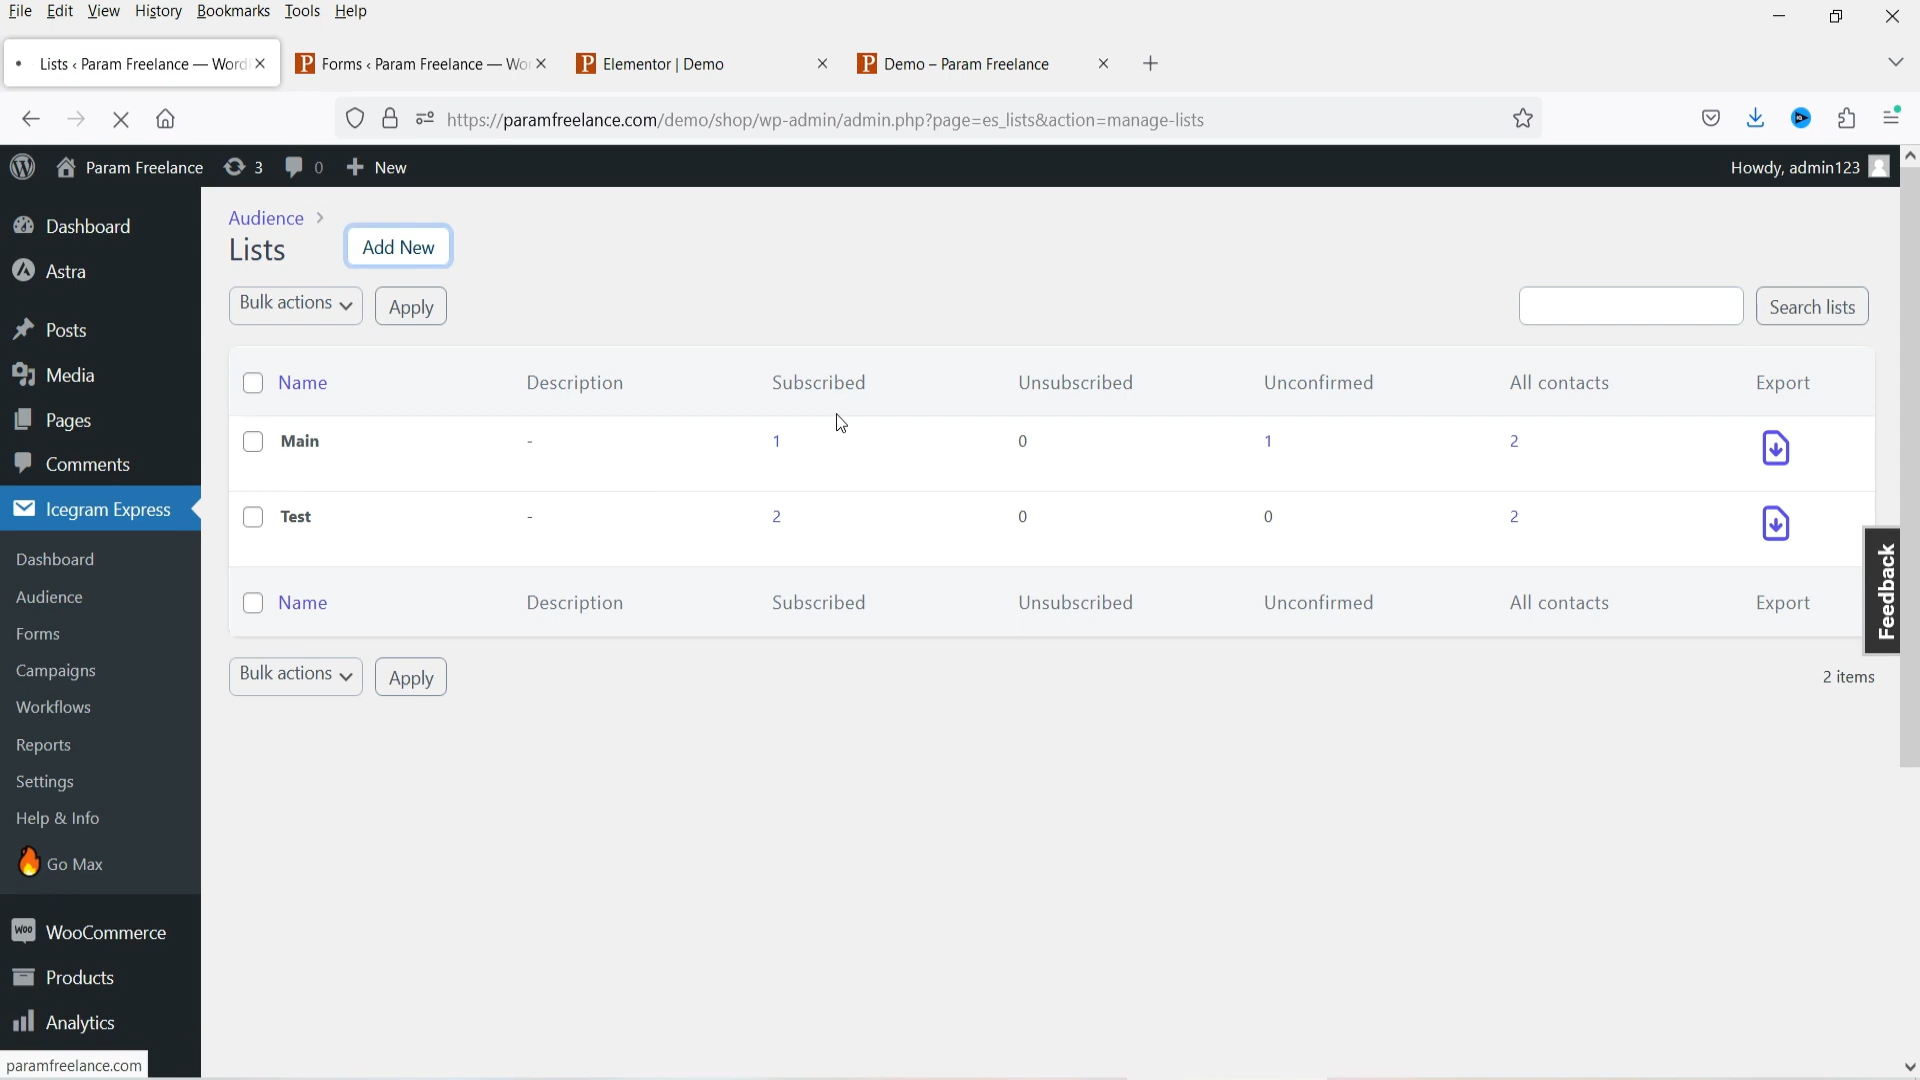 File Edit View History Bookmarks Tools Help
Lists ‹ Param Freelance — Word
Forms ‹ Param Freelance — Wo
Elementor | Demo
Demo – Param Freelance
https://paramfreelance.com/demo/shop/wp-admin/admin.php?page=es_lists&action=manage-lists
Param Freelance 3 0 New
Howdy, admin123
Dashboard
Astra
Posts
Media
Pages
Comments
Icegram Express
Dashboard
Audience
Forms
Campaigns
Workflows
Reports
Settings
Help & Info
Go Max
WooCommerce
Products
Analytics
paramfreelance.com
Audience
Lists Add New
Bulk actions Apply
Search lists
Name Description Subscribed Unsubscribed Unconfirmed All contacts Export
Main - 1 0 1 2
Test - 2 0 0 2
Name Description Subscribed Unsubscribed Unconfirmed All contacts Export
Bulk actions Apply
2 items
Feedback